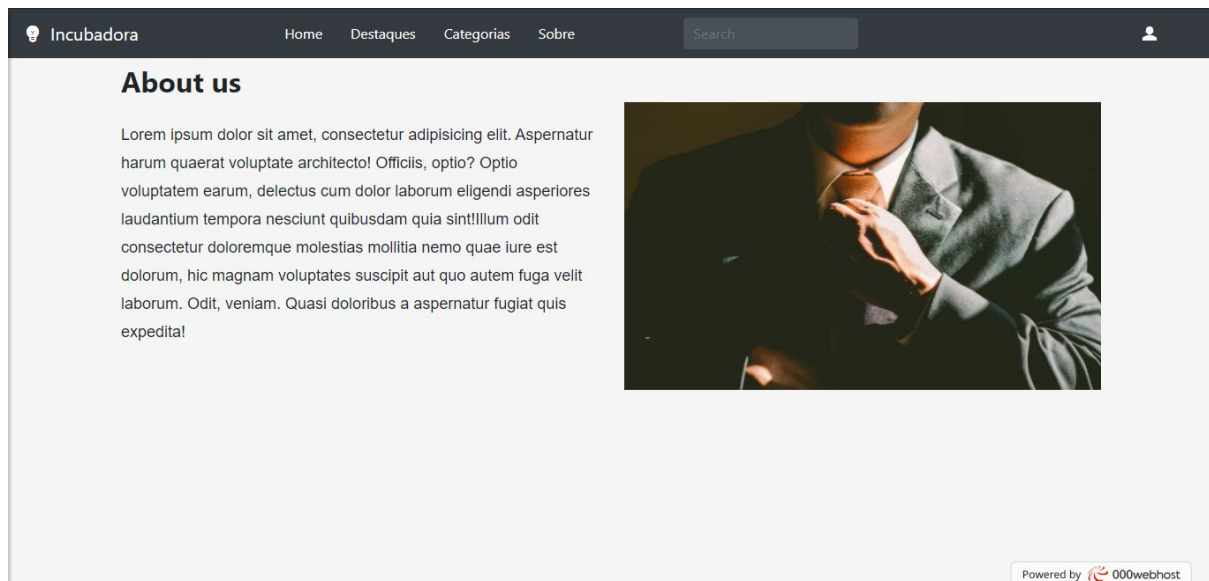 Incubadora Home Destaques Categorias Sobre Search
About us
Lorem ipsum dolor sit amet, consectetur adipisicing elit. Aspernatur
harum quaerat voluptate architecto! Officiis, optio? Optio
voluptatem earum, delectus cum dolor laborum eligendi asperiores
laudantium tempora nesciunt quibusdam quia sint!Illum odit
consectetur doloremque molestias mollitia nemo quae iure est
dolorum, hic magnam voluptates suscipit aut quo autem fuga velit
laborum. Odit, veniam. Quasi doloribus a aspernatur fugiat quis
expedita!
Powered by 000webhost